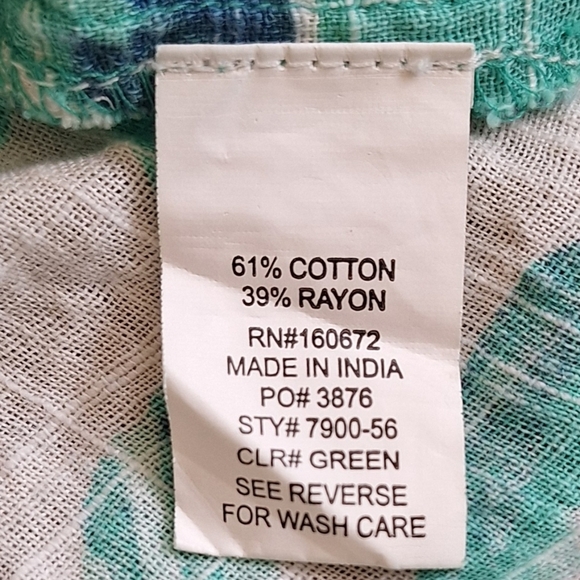 61% COTTON
39% RAYON
RN#160672
MADE IN INDIA
PO# 3876
STY# 7900-56
CLR# GREEN
SEE REVERSE
FOR WASH CARE